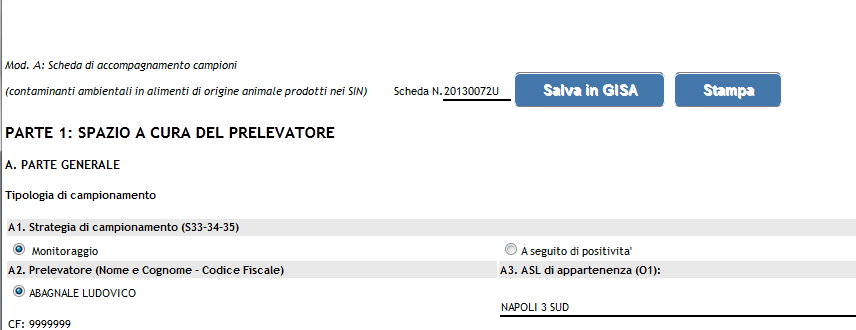 Mod. A: Scheda di accompagnamento campioni
(contaminanti ambientali in alimenti di origine animale prodotti nei SIN) Scheda N. 20130072U Salva in GISA Stampa
PARTE 1: SPAZIO A CURA DEL PRELEVATORE
A. PARTE GENERALE
Tipologia di campionamento
A1. Strategia di campionamento (S33-34-35)
Monitoraggio A seguito di positivita'
A2. Prelevatore (Nome e Cognome - Codice Fiscale) A3. ASL di appartenenza (O1):
ABAGNALE LUDOVICO
NAPOLI 3 SUD
CF: 9999999